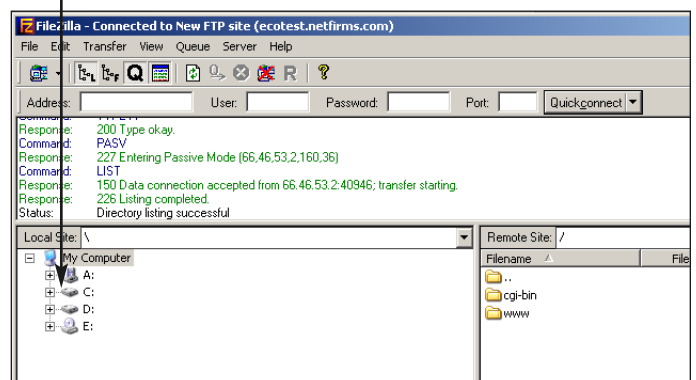 FileZilla - Connected to New FTP site (ecotest.netfirms.com)
File Edit Transfer View Queue Server Help
Address: User: Password: Port: Quickconnect
Response: 200 Type okay.
Command: PASV
Response: 227 Entering Passive Mode (66,46,53,2,160,36)
Command: LIST
Response: 150 Data connection accepted from 66.46.53.2:40946; transfer starting.
Response: 226 Listing completed.
Status: Directory listing successful
Local Site: \ Remote Site: /
My Computer Filename File
A: ..
C: cgi-bin
D: www
E: